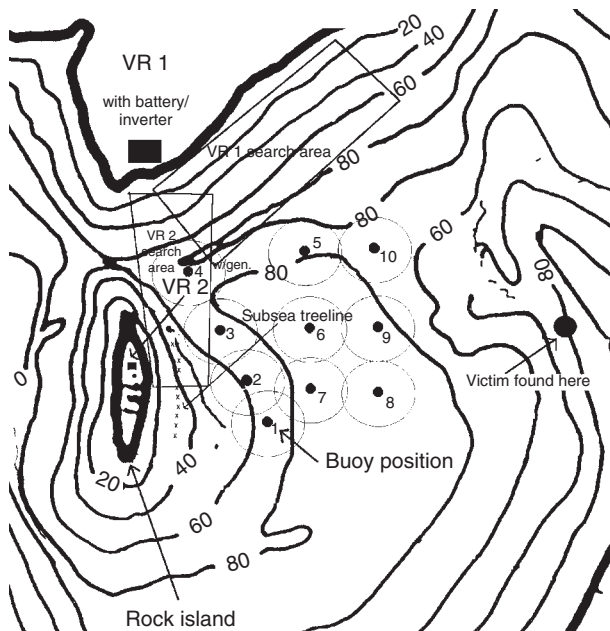 20
40
60
VR 1
with battery/
inverter
VR 1 search area
80
80
60
VR 2
search
area
w/gen.
4
5
10
80
80
VR 2
Subsea treeline
3
6
9
0
Victim found here
2
7
8
1
Buoy position
20
40
60
80
Rock island